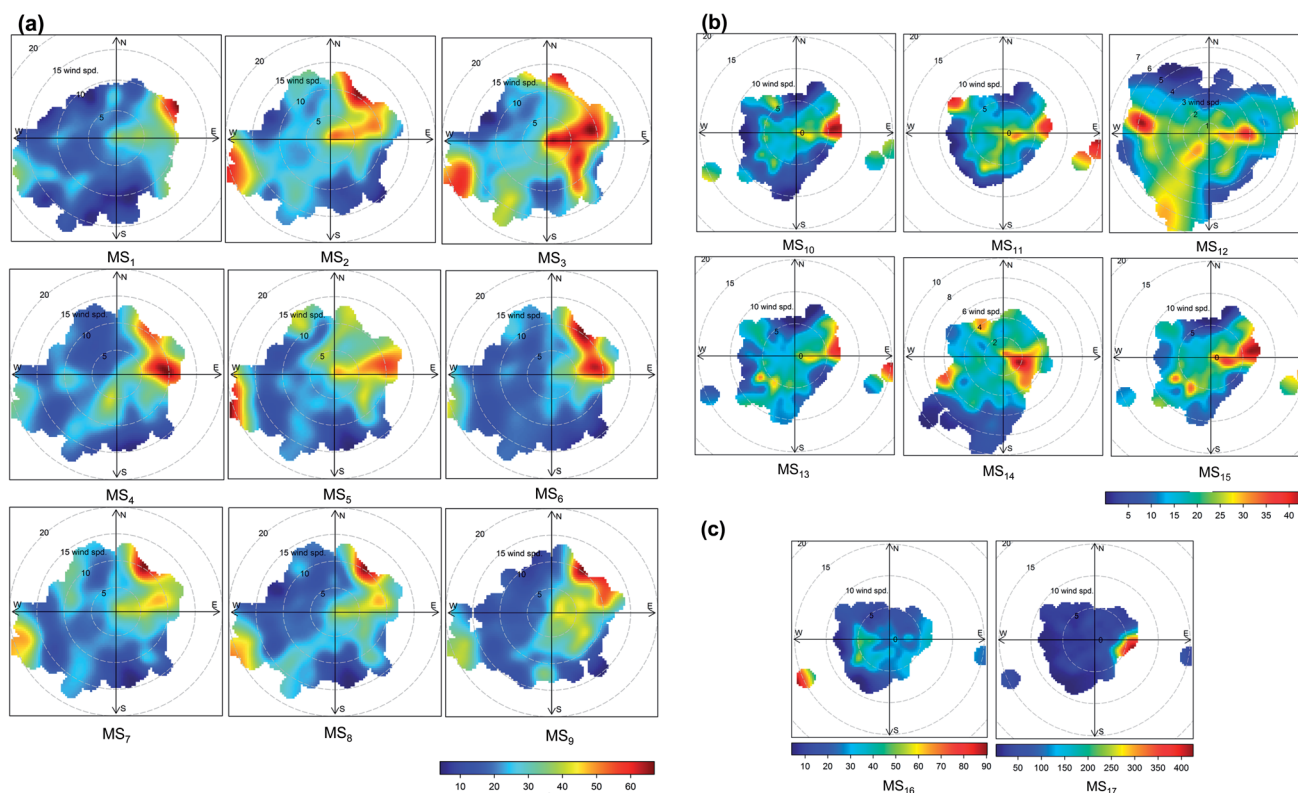 (a)
N
20
15 wind spd.
10
5
W
E
S
MS1
N
20
15 wind spd.
10
5
W
E
S
MS2
N
20
15 wind spd.
10
5
W
E
S
MS3
N
20
15 wind spd.
10
5
W
E
S
MS4
N
20
15 wind spd.
10
5
W
E
S
MS5
N
20
15 wind spd.
10
5
W
E
S
MS6
N
20
15 wind spd.
10
5
W
E
S
MS7
N
20
15 wind spd.
10
5
W
E
S
MS8
N
20
15 wind spd.
10
5
W
E
S
MS9
10 20 30 40 50 60
(b)
20
N
15
10 wind spd.
5
0
W
E
S
MS10
20
N
15
10 wind spd.
5
0
W
E
S
MS11
N
7
6
5
4
3 wind spd.
2
1
W
E
S
MS12
20
N
15
10 wind spd.
5
0
W
E
S
MS13
N
10
8
6 wind spd.
4
2
0
W
E
S
MS14
20
N
15
10 wind spd.
5
0
W
E
S
MS15
5 10 15 20 25 30 35 40
(c)
N
15
10 wind spd.
5
0
W
E
S
10 20 30 40 50 60 70 80 90
MS16
N
15
10 wind spd.
5
0
W
E
S
50 100 150 200 250 300 350 400
MS17